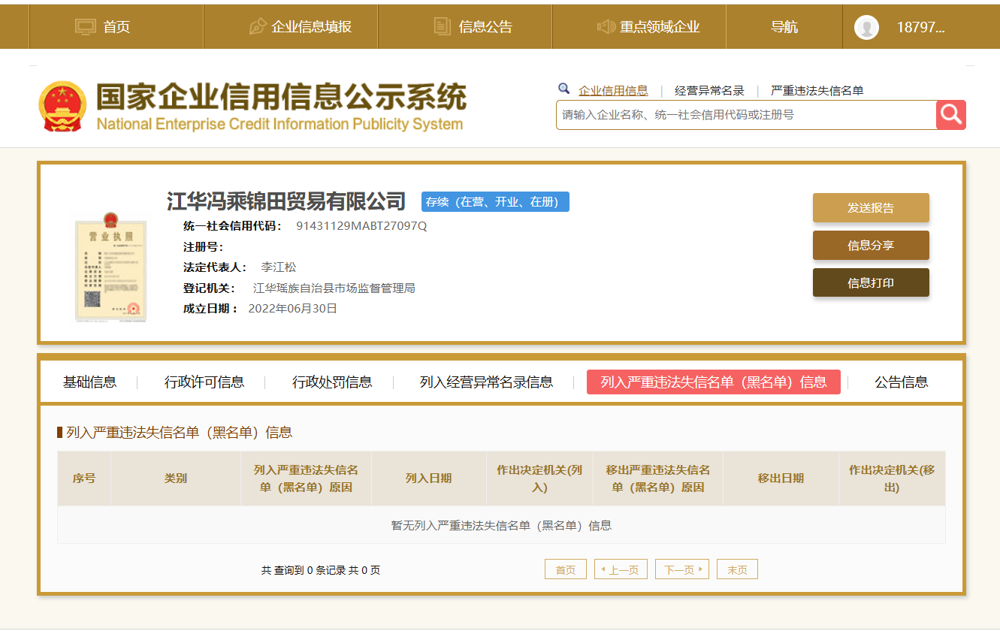 首页
企业信息填报
信息公告
重点领域企业
导航
18797...
国家企业信用信息公示系统
National Enterprise Credit Information Publicity System
企业信用信息 | 经营异常名录 | 严重违法失信名单
请输入企业名称、统一社会信用代码或注册号
江华冯乘锦田贸易有限公司
存续（在营、开业、在册）
统一社会信用代码： 91431129MABT27097Q
注册号：
法定代表人： 李江松
登记机关： 江华瑶族自治县市场监督管理局
成立日期： 2022年06月30日
营业执照
发送报告
信息分享
信息打印
基础信息
行政许可信息
行政处罚信息
列入经营异常名录信息
列入严重违法失信名单（黑名单）信息
公告信息
列入严重违法失信名单（黑名单）信息
序号
类别
列入严重违法失信名
单（黑名单）原因
列入日期
作出决定机关(列
入)
移出严重违法失信名
单（黑名单）原因
移出日期
作出决定机关(移
出)
暂无列入严重违法失信名单（黑名单）信息
共 查询到 0 条记录 共 0 页
首页
上一页
下一页
末页